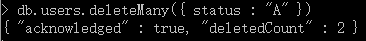 > db.users.deleteMany({ status : "A" })
{ "acknowledged" : true, "deletedCount" : 2 }